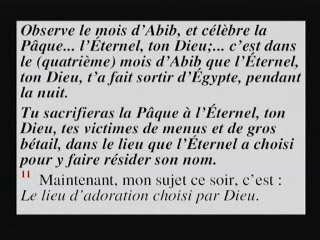 Observe le mois d’Abib, et célèbre la
Pâque... l’Éternel, ton Dieu;... c’est dans
le (quatrième) mois d’Abib que l’Éternel,
ton Dieu, t’a fait sortir d’Égypte, pendant
la nuit.
Tu sacrifieras la Pâque à l’Éternel, ton
Dieu, tes victimes de menus et de gros
bétail, dans le lieu que l’Éternel a choisi
pour y faire résider son nom.
11 Maintenant, mon sujet ce soir, c’est :
Le lieu d’adoration choisi par Dieu.